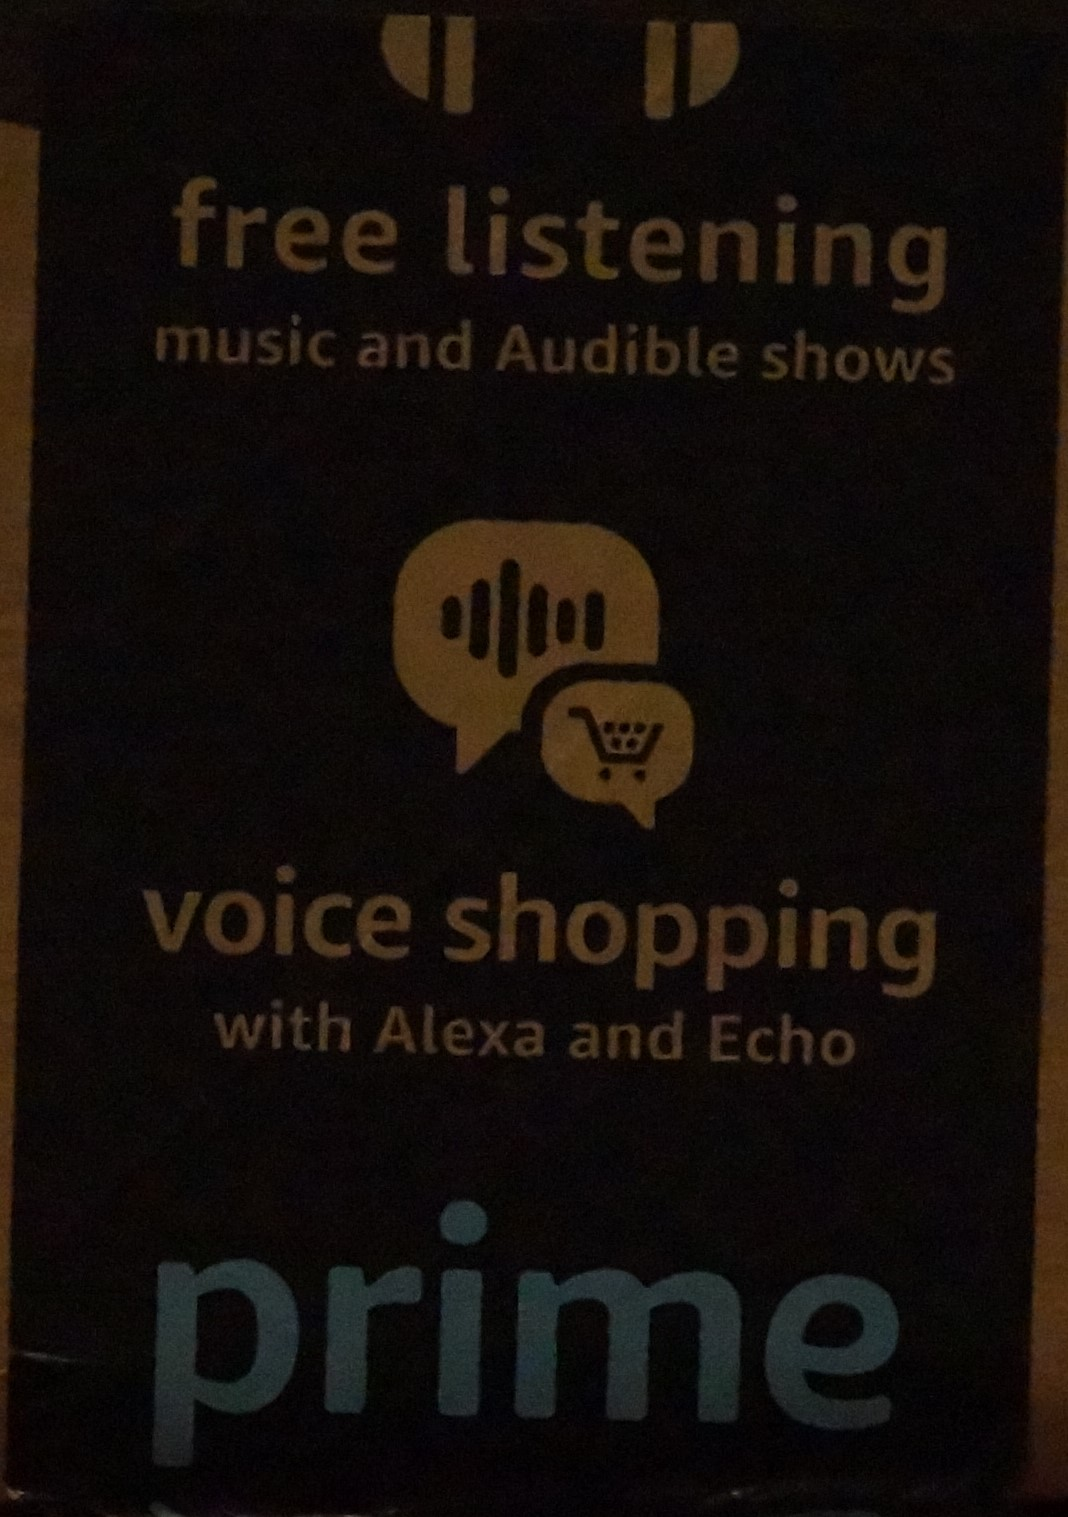 free listening
music and Audible shows
voice shopping
with Alexa and Echo
prime